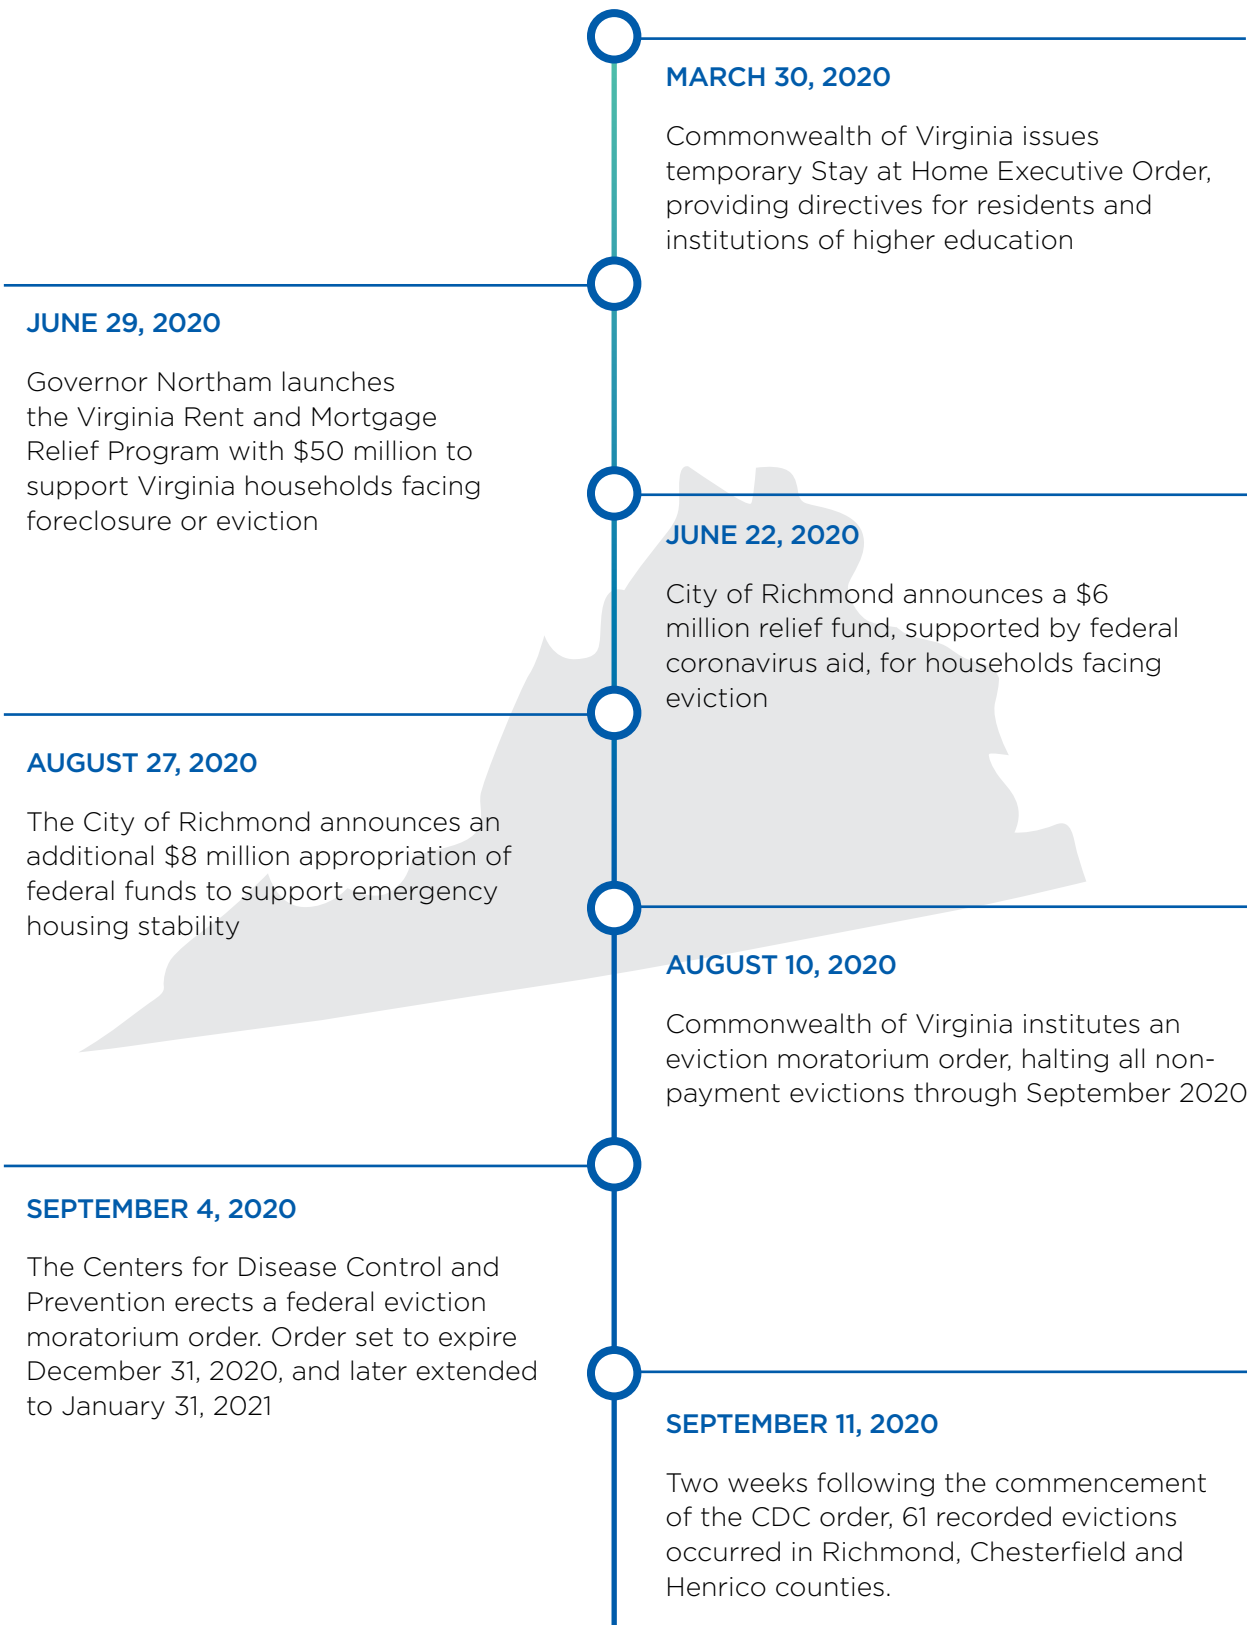 MARCH 30, 2020
Commonwealth of Virginia issues
temporary Stay at Home Executive Order,
providing directives for residents and
institutions of higher education
JUNE 29, 2020
Governor Northam launches
the Virginia Rent and Mortgage
Relief Program with $50 million to
support Virginia households facing
foreclosure or eviction
JUNE 22, 2020
City of Richmond announces a $6
million relief fund, supported by federal
coronavirus aid, for households facing
eviction
AUGUST 27, 2020
The City of Richmond announces an
additional $8 million appropriation of
federal funds to support emergency
housing stability
AUGUST 10, 2020
Commonwealth of Virginia institutes an
eviction moratorium order, halting all non-
payment evictions through September 2020
SEPTEMBER 4, 2020
The Centers for Disease Control and
Prevention erects a federal eviction
moratorium order. Order set to expire
December 31, 2020, and later extended
to January 31, 2021
SEPTEMBER 11, 2020
Two weeks following the commencement
of the CDC order, 61 recorded evictions
occurred in Richmond, Chesterfield and
Henrico counties.